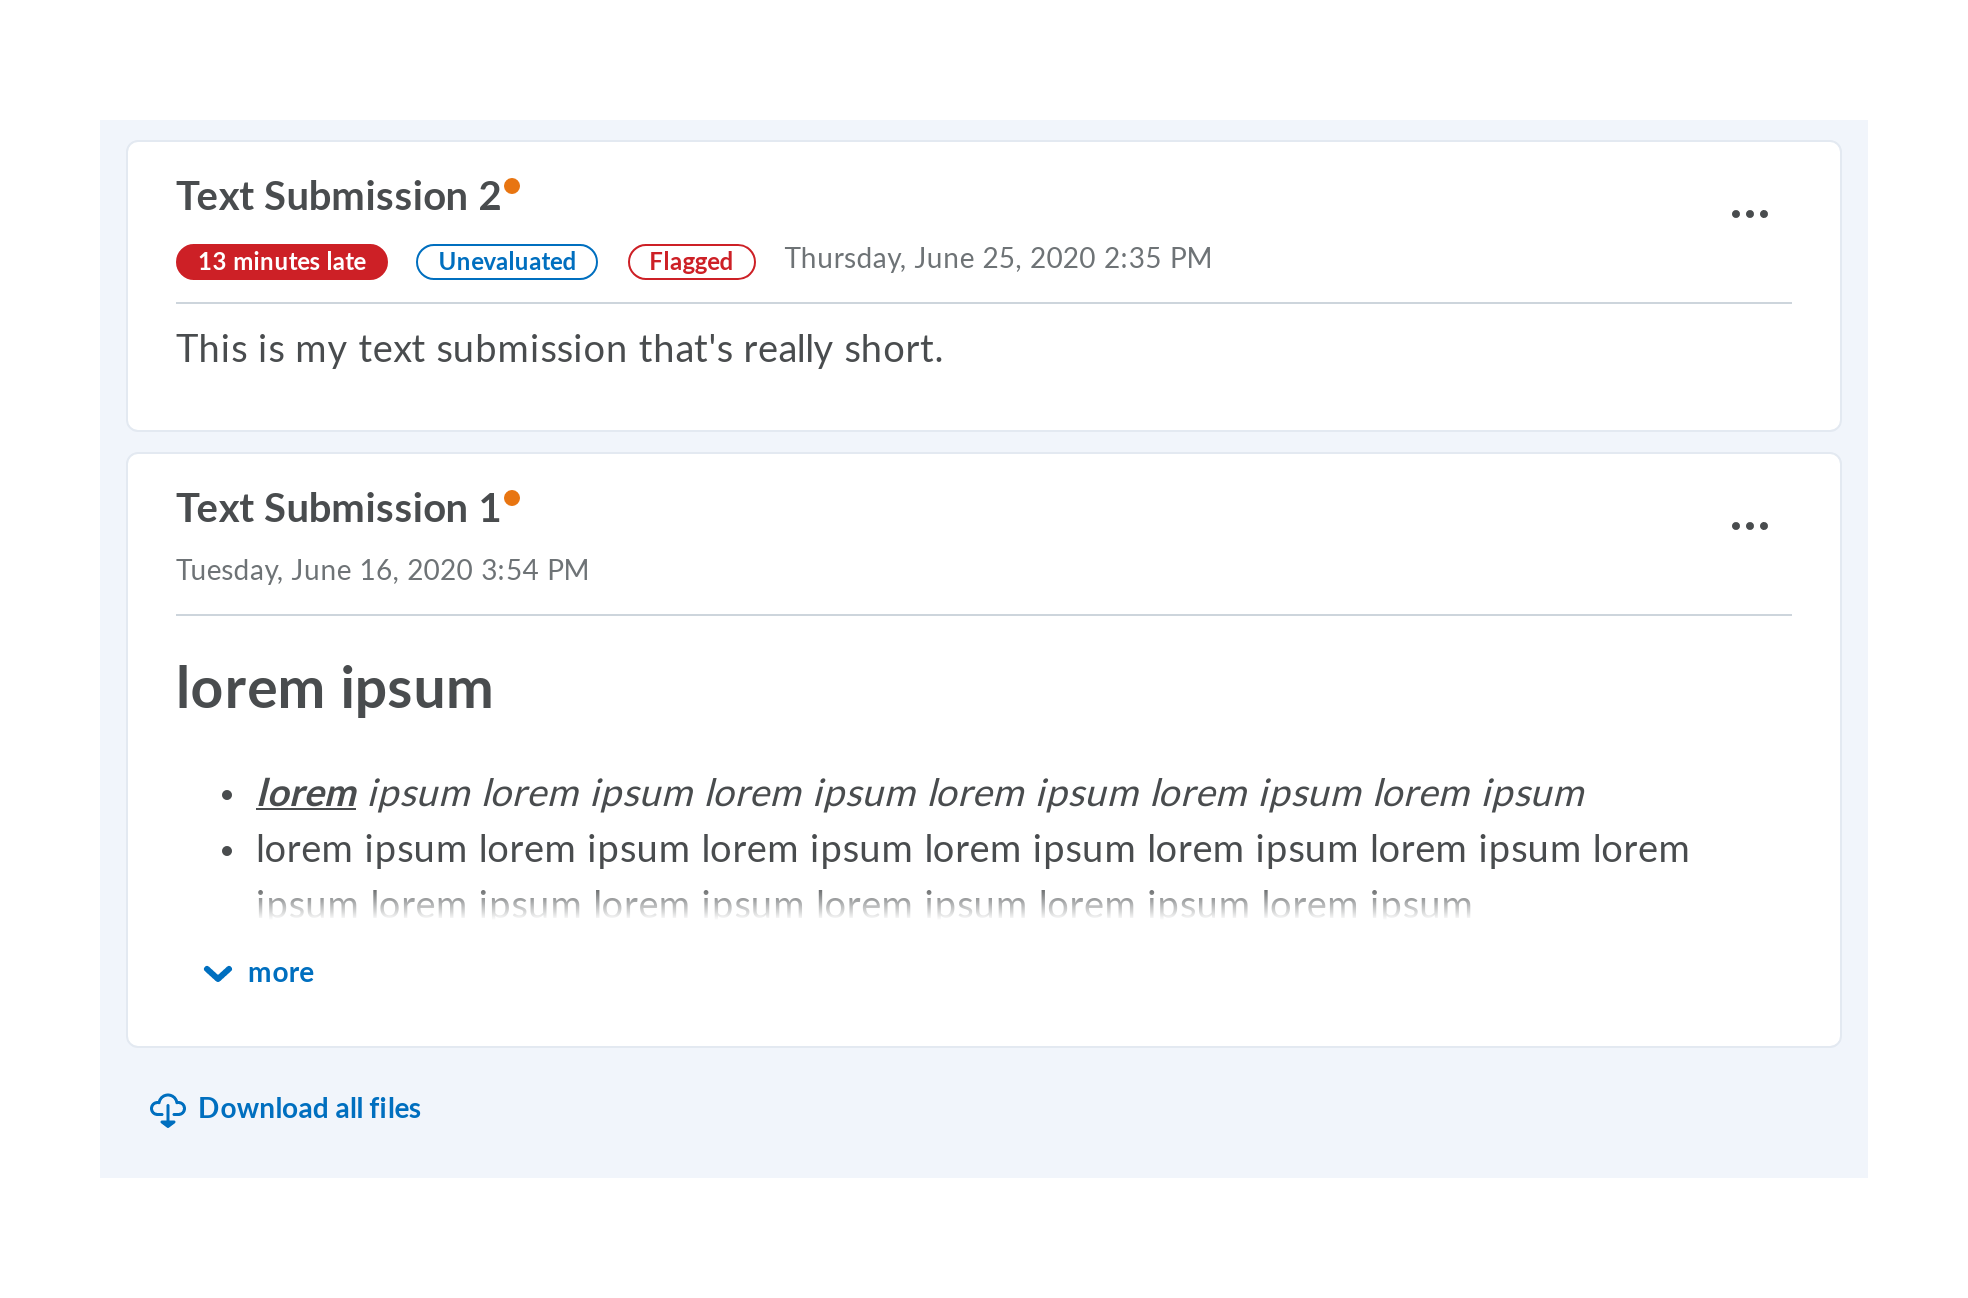 Text Submission 2
13 minutes late Unevaluated Flagged Thursday, June 25, 2020 2:35 PM
This is my text submission that's really short.
Text Submission 1
Tuesday, June 16, 2020 3:54 PM
lorem ipsum
• lorem ipsum lorem ipsum lorem ipsum lorem ipsum lorem ipsum lorem ipsum
• lorem ipsum lorem ipsum lorem ipsum lorem ipsum lorem ipsum lorem ipsum lorem
ipsum lorem ipsum lorem ipsum lorem ipsum lorem ipsum lorem ipsum
more
Download all files